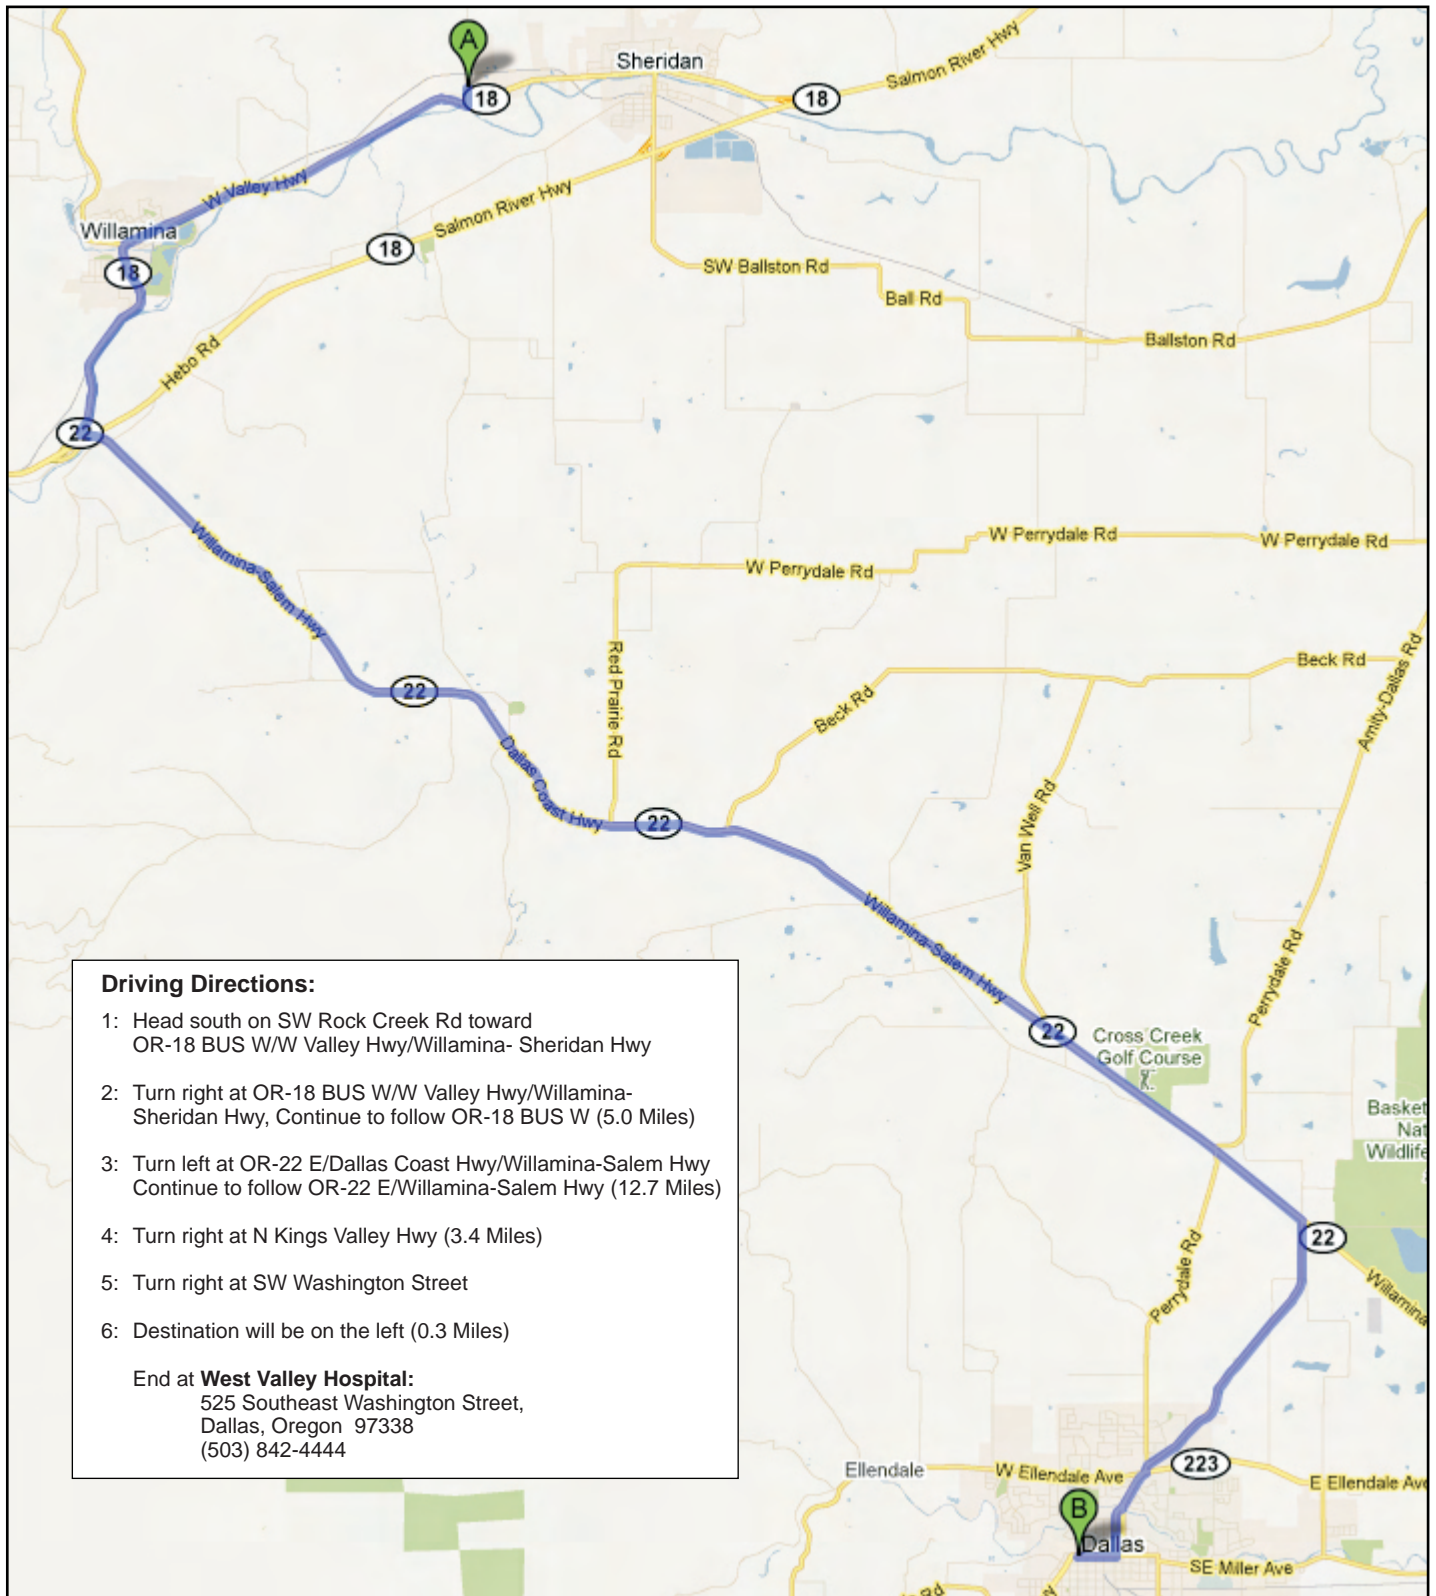 A
Sheridan
Salmon River Hwy
18
18
W Valley Hwy
Salmon River Hwy
Willamina
18
18
SW Ballston Rd
Ball Rd
Ballston Rd
Hebo Rd
22
Willamina-Salem Hwy
W Perrydale Rd
W Perrydale Rd
W Perrydale Rd
Red Prairie Rd
Beck Rd
Beck Rd
Amity-Dallas Rd
22
Dallas Coast Hwy
22
Van Well Rd
Willamina-Salem Hwy
Perrydale Rd
22
Cross Creek
Golf Course
Basket
Nat
Wildlife
Driving Directions:
1: Head south on SW Rock Creek Rd toward
OR-18 BUS W/W Valley Hwy/Willamina- Sheridan Hwy
2: Turn right at OR-18 BUS W/W Valley Hwy/Willamina-
Sheridan Hwy, Continue to follow OR-18 BUS W (5.0 Miles)
3: Turn left at OR-22 E/Dallas Coast Hwy/Willamina-Salem Hwy
Continue to follow OR-22 E/Willamina-Salem Hwy (12.7 Miles)
4: Turn right at N Kings Valley Hwy (3.4 Miles)
5: Turn right at SW Washington Street
6: Destination will be on the left (0.3 Miles)
End at West Valley Hospital:
525 Southeast Washington Street,
Dallas, Oregon 97338
(503) 842-4444
22
Perrydale Rd
Willamina
Ellendale
W Ellendale Ave
223
E Ellendale Ave
B
Dallas
SE Miller Ave
Rd